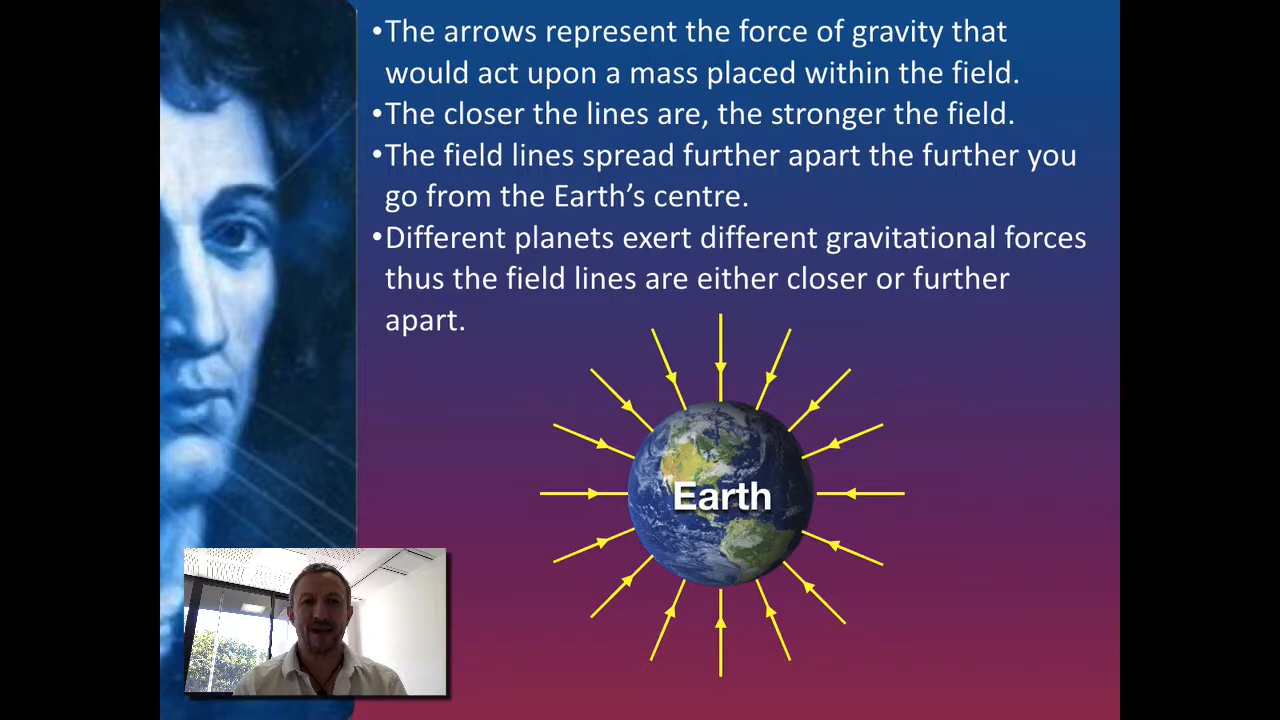 •The arrows represent the force of gravity that
would act upon a mass placed within the field.
•The closer the lines are, the stronger the field.
•The field lines spread further apart the further you
go from the Earth’s centre.
•Different planets exert different gravitational forces
thus the field lines are either closer or further
apart.
Earth